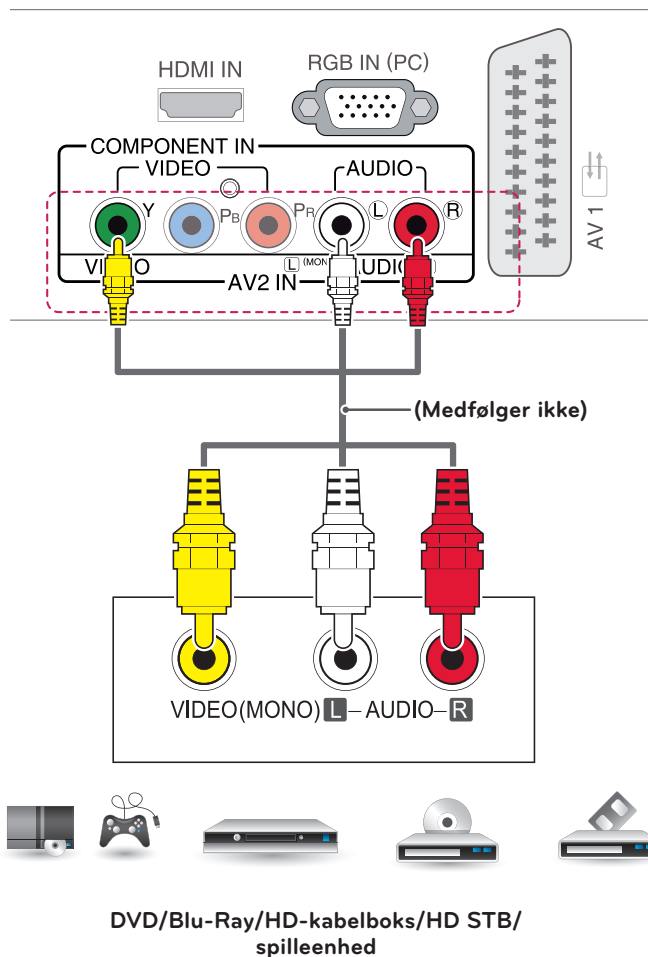 HDMI IN
RGB IN (PC)
AV 1
COMPONENT IN
VIDEO
AUDIO
Y
PB
PR
L
R
L (MON
AV2 IN
(Medfølger ikke)
VIDEO(MONO) L – AUDIO – R
DVD/Blu-Ray/HD-kabelboks/HD STB/
spilleenhed